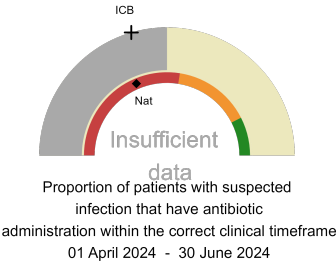 ICB
Nat
Insufficient
data
Proportion of patients with suspected
infection that have antibiotic
administration within the correct clinical timeframe
01 April 2024 - 30 June 2024